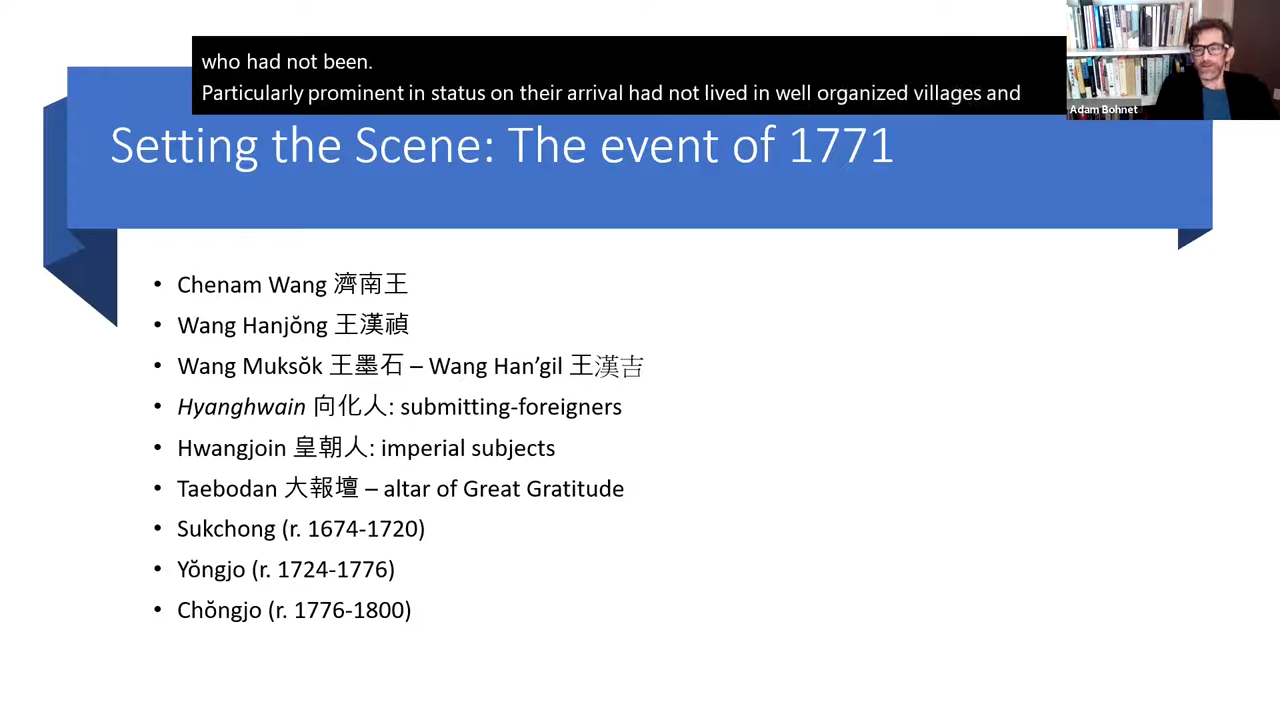 who had not been.
Particularly prominent in status on their arrival had not lived in well organized villages and
Adam Bohnet
Setting the Scene: The event of 1771
• Chenam Wang 濟南王
• Wang Hanjŏng 王漢禎
• Wang Muksŏk 王墨石 – Wang Han’gil 王漢吉
• Hyanghwain 向化人: submitting-foreigners
• Hwangjoin 皇朝人: imperial subjects
• Taebodan 大報壇 – altar of Great Gratitude
• Sukchong (r. 1674-1720)
• Yŏngjo (r. 1724-1776)
• Chŏngjo (r. 1776-1800)